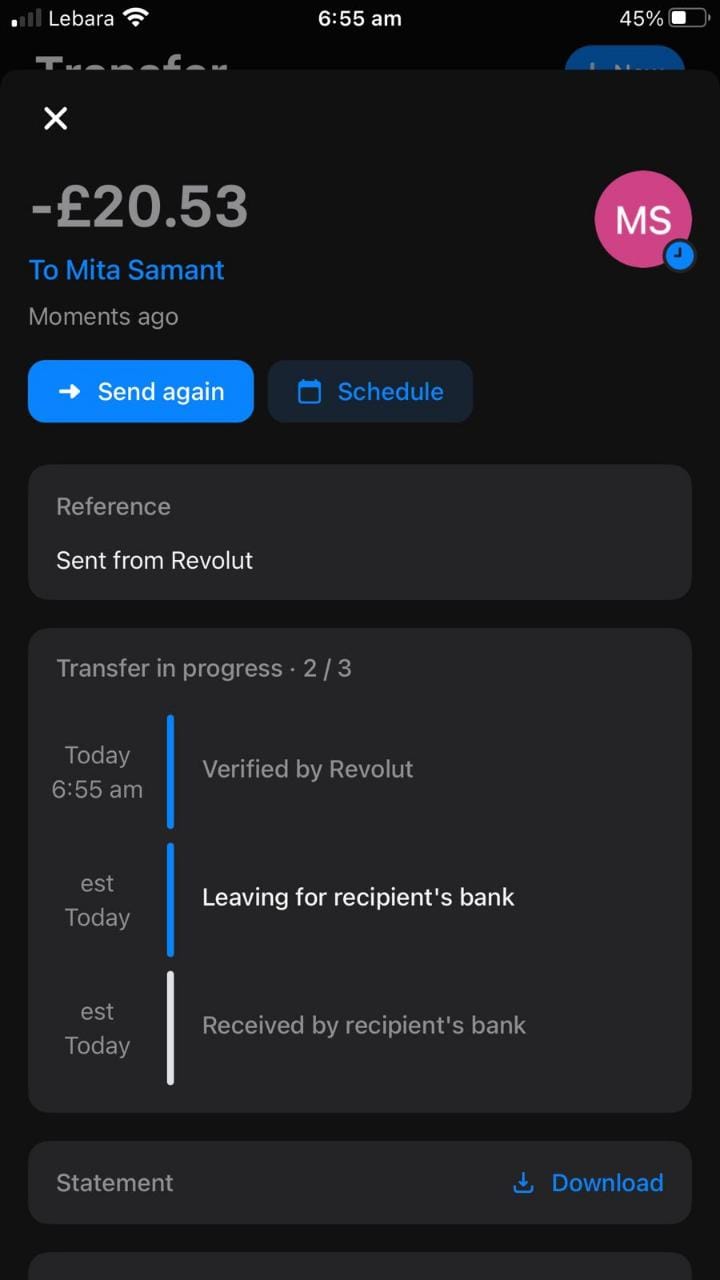 Lebara
6:55 am
45%
Transfer
+ New
-£20.53
MS
To Mita Samant
Moments ago
Send again
Schedule
Reference
Sent from Revolut
Transfer in progress · 2 / 3
Today
6:55 am
Verified by Revolut
est
Today
Leaving for recipient's bank
est
Today
Received by recipient's bank
Statement
Download